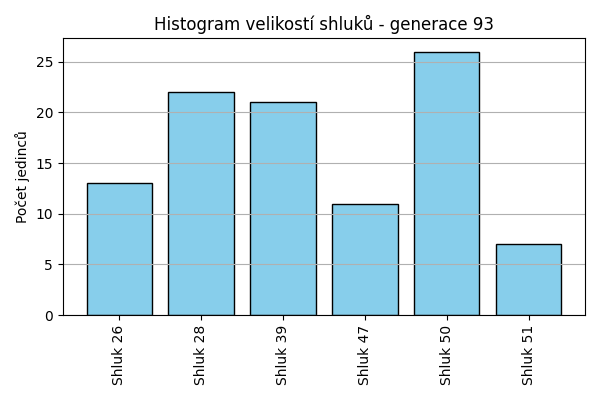 Histogram velikostí shluků - generace 93
Počet jedinců
25
20
15
10
5
0
Shluk 26
Shluk 28
Shluk 39
Shluk 47
Shluk 50
Shluk 51